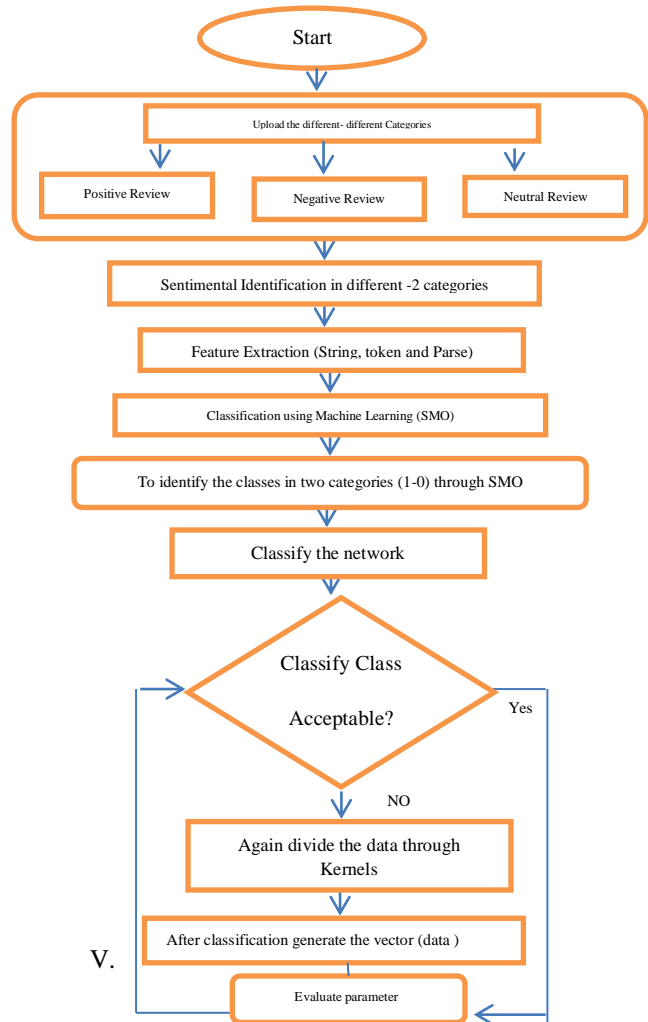 Start
Upload the different- different Categories
Positive Review
Negative Review
Neutral Review
Sentimental Identification in different -2 categories
Feature Extraction (String, token and Parse)
Classification using Machine Learning (SMO)
To identify the classes in two categories (1-0) through SMO
Classify the network
Classify Class
Acceptable?
Yes
NO
Again divide the data through
Kernels
After classification generate the vector (data )
V.
Evaluate parameter